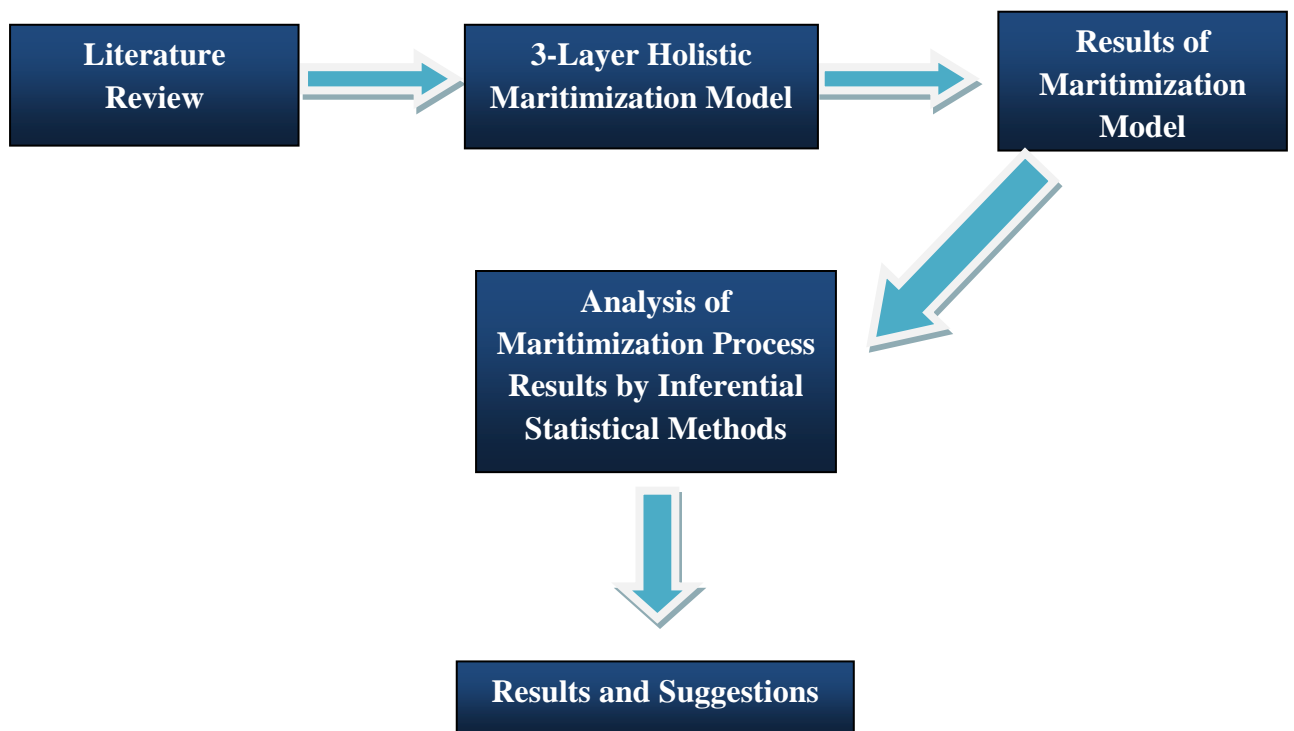 Literature
Review
3-Layer Holistic
Maritimization Model
Results of
Maritimization
Model
Analysis of
Maritimization Process
Results by Inferential
Statistical Methods
Results and Suggestions